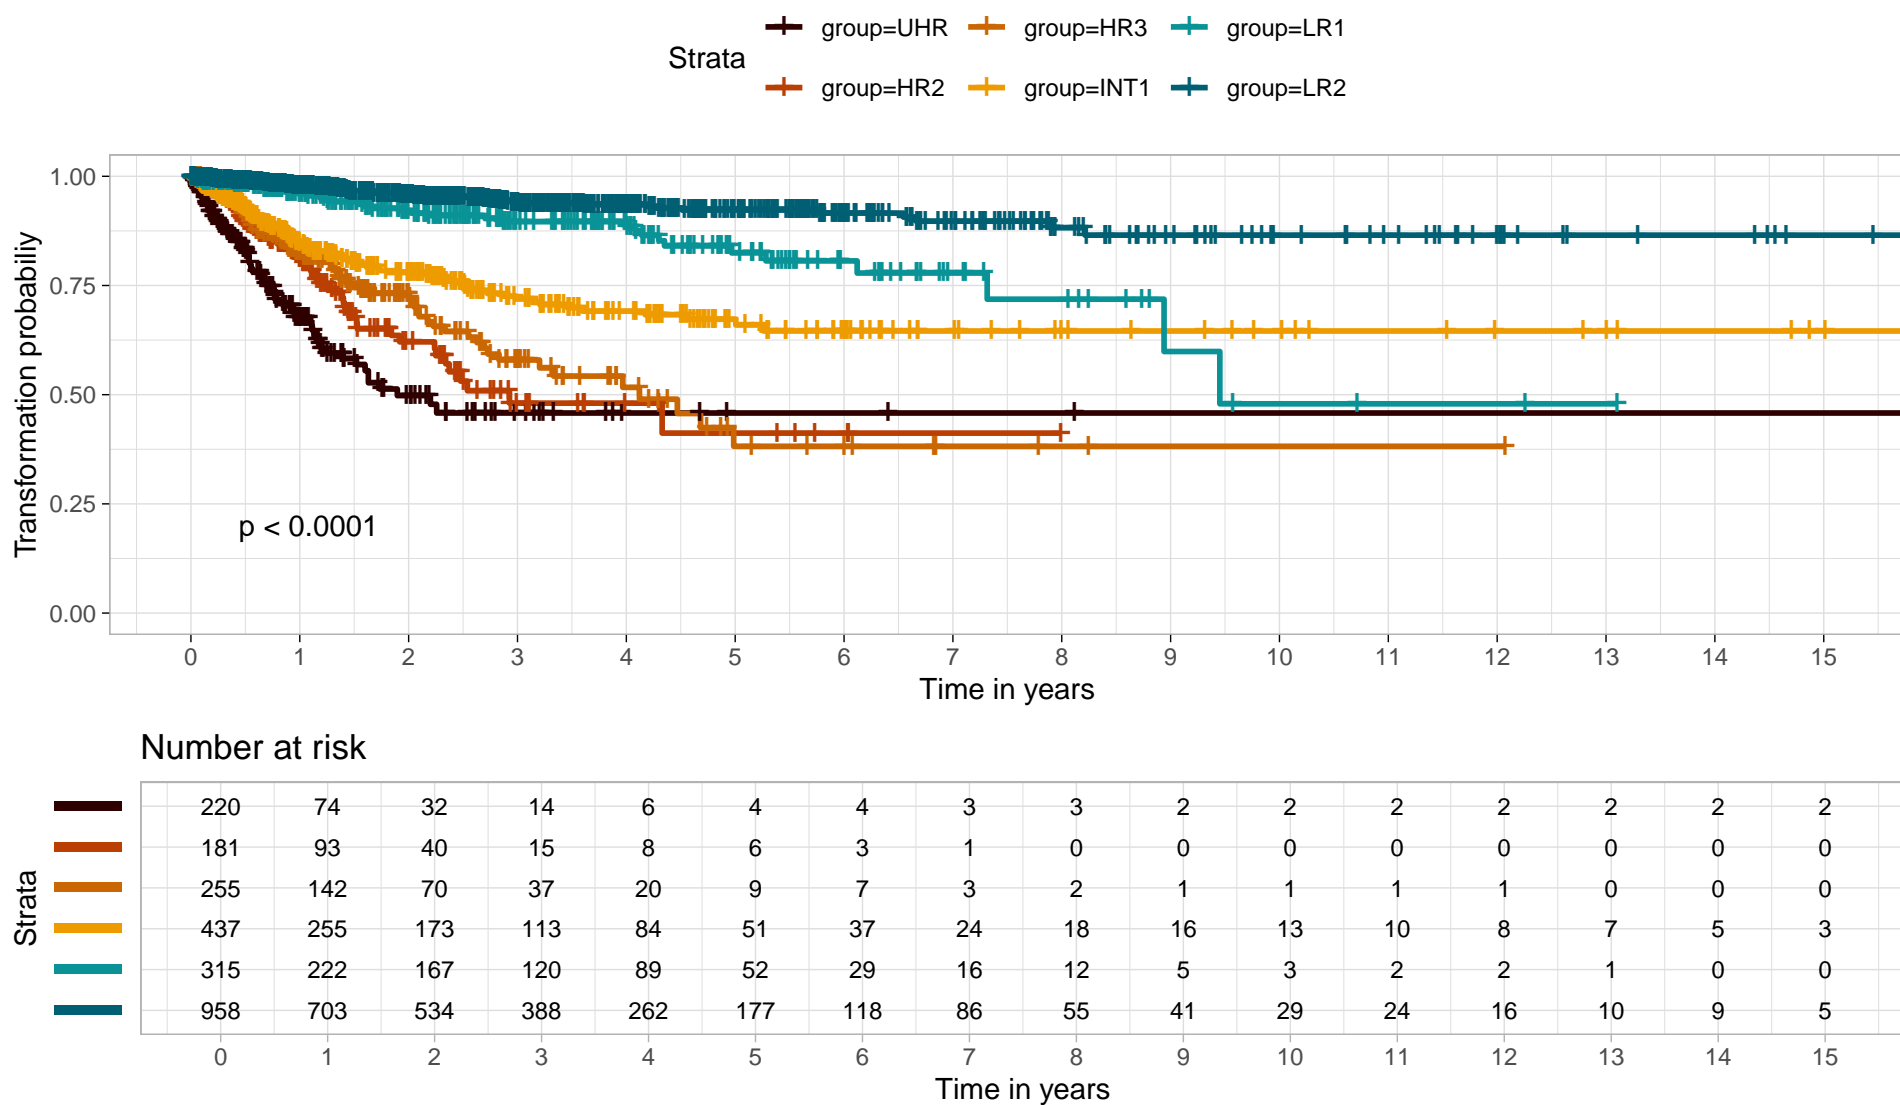 group=UHR group=HR3 group=LR1
Strata
group=HR2 group=INT1 group=LR2
1.00
0.75
0.50
0.25
0.00
Transformation probabiliy
p < 0.0001
0 1 2 3 4 5 6 7 8 9 10 11 12 13 14 15
Time in years
Number at risk
Strata
220 74 32 14 6 4 4 3 3 2 2 2 2 2 2 2
181 93 40 15 8 6 3 1 0 0 0 0 0 0 0 0
255 142 70 37 20 9 7 3 2 1 1 1 1 0 0 0
437 255 173 113 84 51 37 24 18 16 13 10 8 7 5 3
315 222 167 120 89 52 29 16 12 5 3 2 2 1 0 0
958 703 534 388 262 177 118 86 55 41 29 24 16 10 9 5
0 1 2 3 4 5 6 7 8 9 10 11 12 13 14 15
Time in years